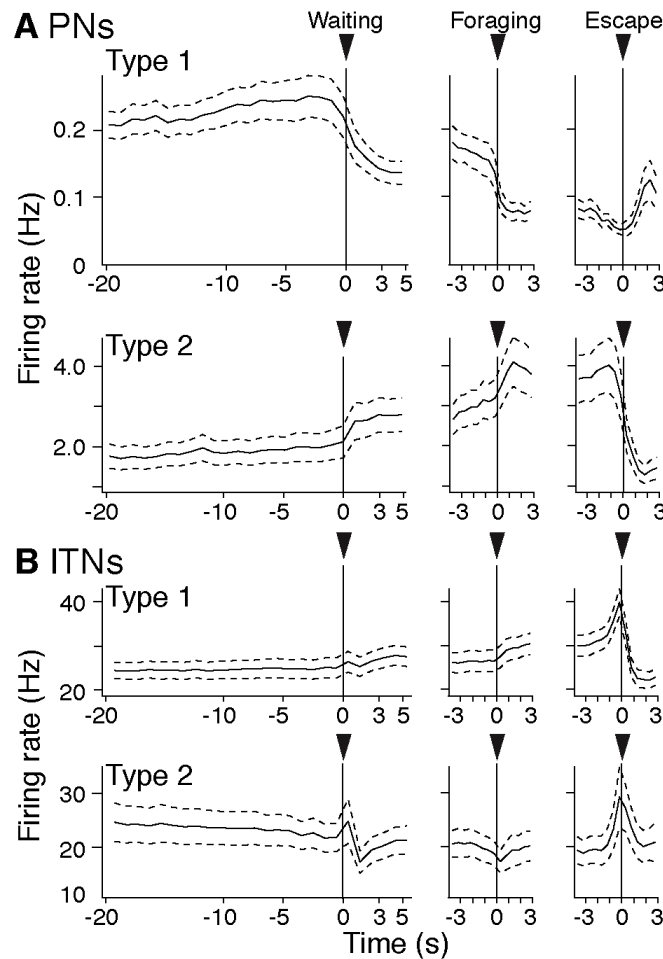 A PNs
Waiting Foraging Escape
Type 1
0.2
0.1
0
-20 -10 -5 0 3 5 -3 0 3 -3 0 3
Firing rate (Hz)
Type 2
4.0
2.0
-20 -10 -5 0 3 5 -3 0 3 -3 0 3
B ITNs
Type 1
40
20
-20 -10 -5 0 3 5 -3 0 3 -3 0 3
Firing rate (Hz)
Type 2
30
20
10
-20 -10 -5 0 3 5 -3 0 3 -3 0 3
Time (s)